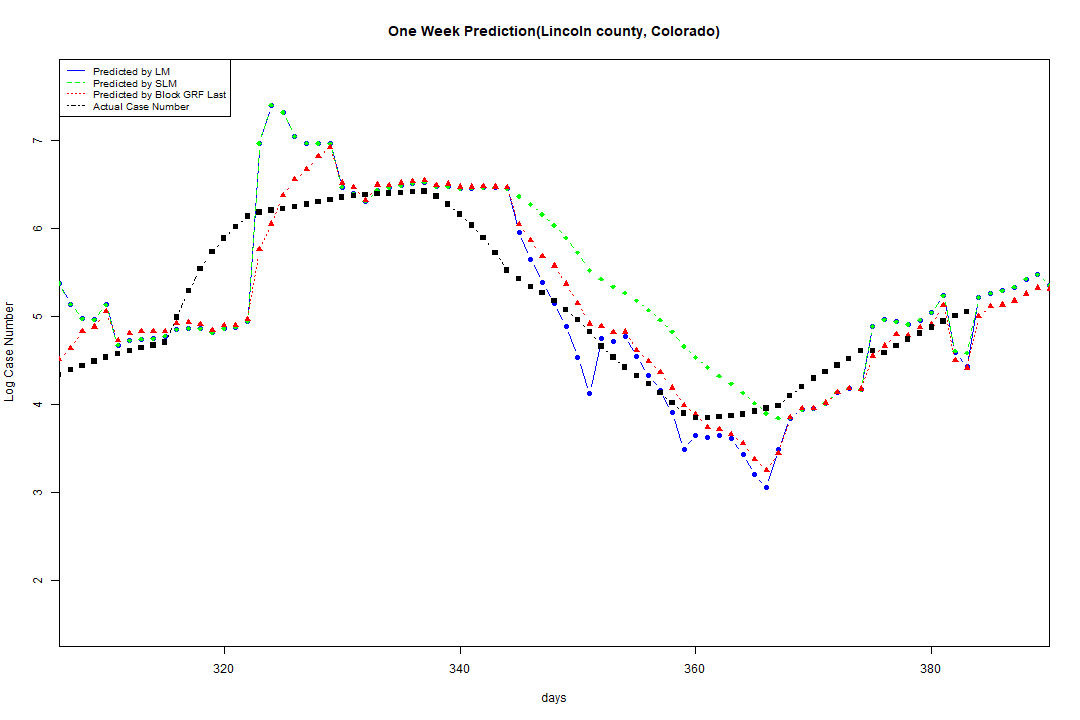 One Week Prediction(Lincoln county, Colorado)
Predicted by LM
Predicted by SLM
Predicted by Block GRF Last
Actual Case Number
7
6
5
4
3
2
Log Case Number
320 340 360 380
days